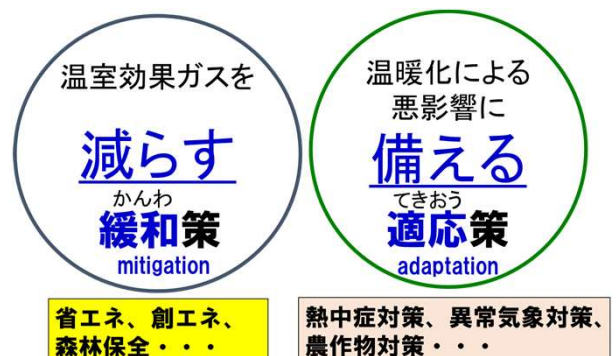 温室効果ガスを
減らす
かんわ
緩和策
mitigation
省エネ、創エネ、
森林保全・・・
温暖化による
悪影響に
備える
てきおう
適応策
adaptation
熱中症対策、異常気象対策、
農作物対策・・・